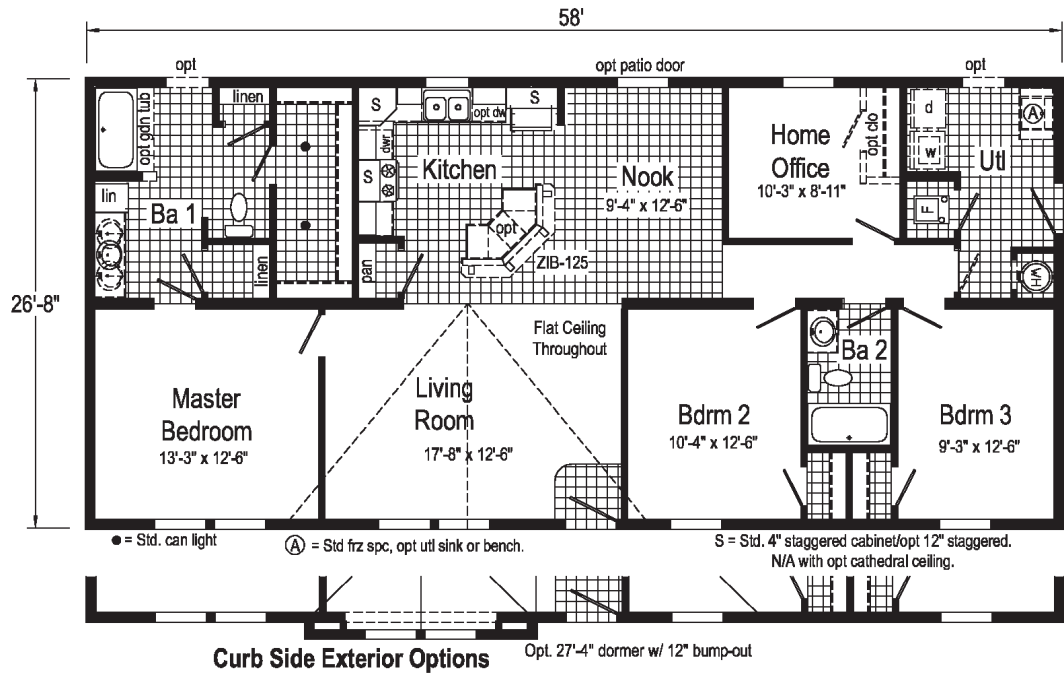 58'
opt
opt patio door
opt
linen
opt gdn tub
S
opt dw
S
dwr
S
Kitchen
Nook
9'-4" x 12'-6"
Home
Office
10'-3" x 8'-11"
opt clo
d
w
A
Utl
F
lin
Ba 1
linen
pan
opt
ZIB-125
WH
26'-8"
Flat Ceiling
Throughout
Master
Bedroom
13'-3" x 12'-6"
Living
Room
17'-8" x 12'-6"
Bdrm 2
10'-4" x 12'-6"
Ba 2
Bdrm 3
9'-3" x 12'-6"
● = Std. can light
Ⓐ = Std frz spc, opt utl sink or bench.
S = Std. 4" staggered cabinet/opt 12" staggered.
N/A with opt cathedral ceiling.
Curb Side Exterior Options
Opt. 27'-4" dormer w/ 12" bump-out